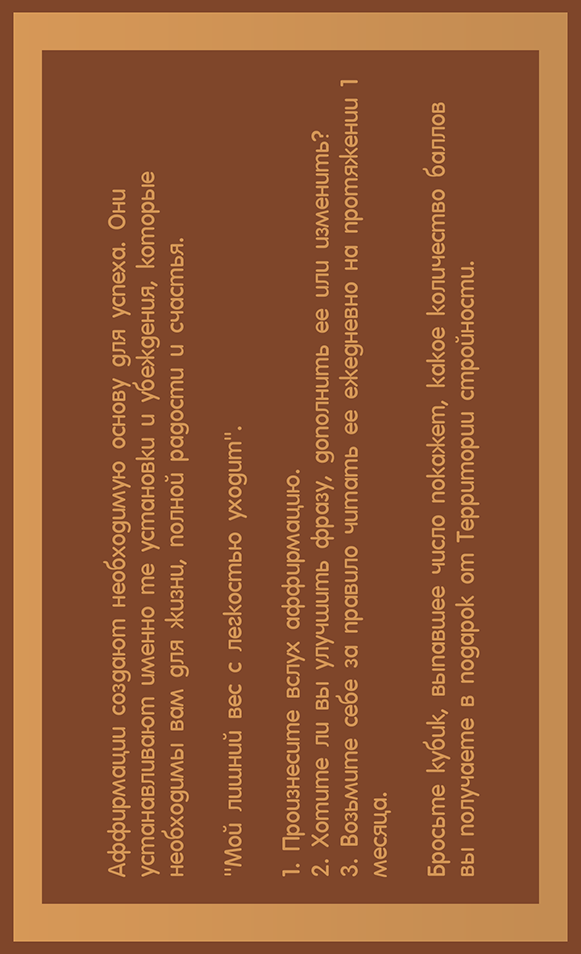 Аффирмации создают необходимую основу для успеха. Они
устанавливают именно те установки и убеждения, которые
необходимы вам для жизни, полной радости и счастья.
"Мой лишний вес с легкостью уходит".
1. Произнесите вслух аффирмацию.
2. Хотите ли вы улучшить фразу, дополнить ее или изменить?
3. Возьмите себе за правило читать ее ежедневно на протяжении 1
месяца.
Бросьте кубик, выпавшее число покажет, какое количество баллов
вы получаете в подарок от Территории стройности.